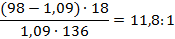 (98 − 1,09) · 18
1,09 · 136
= 11,8: 1